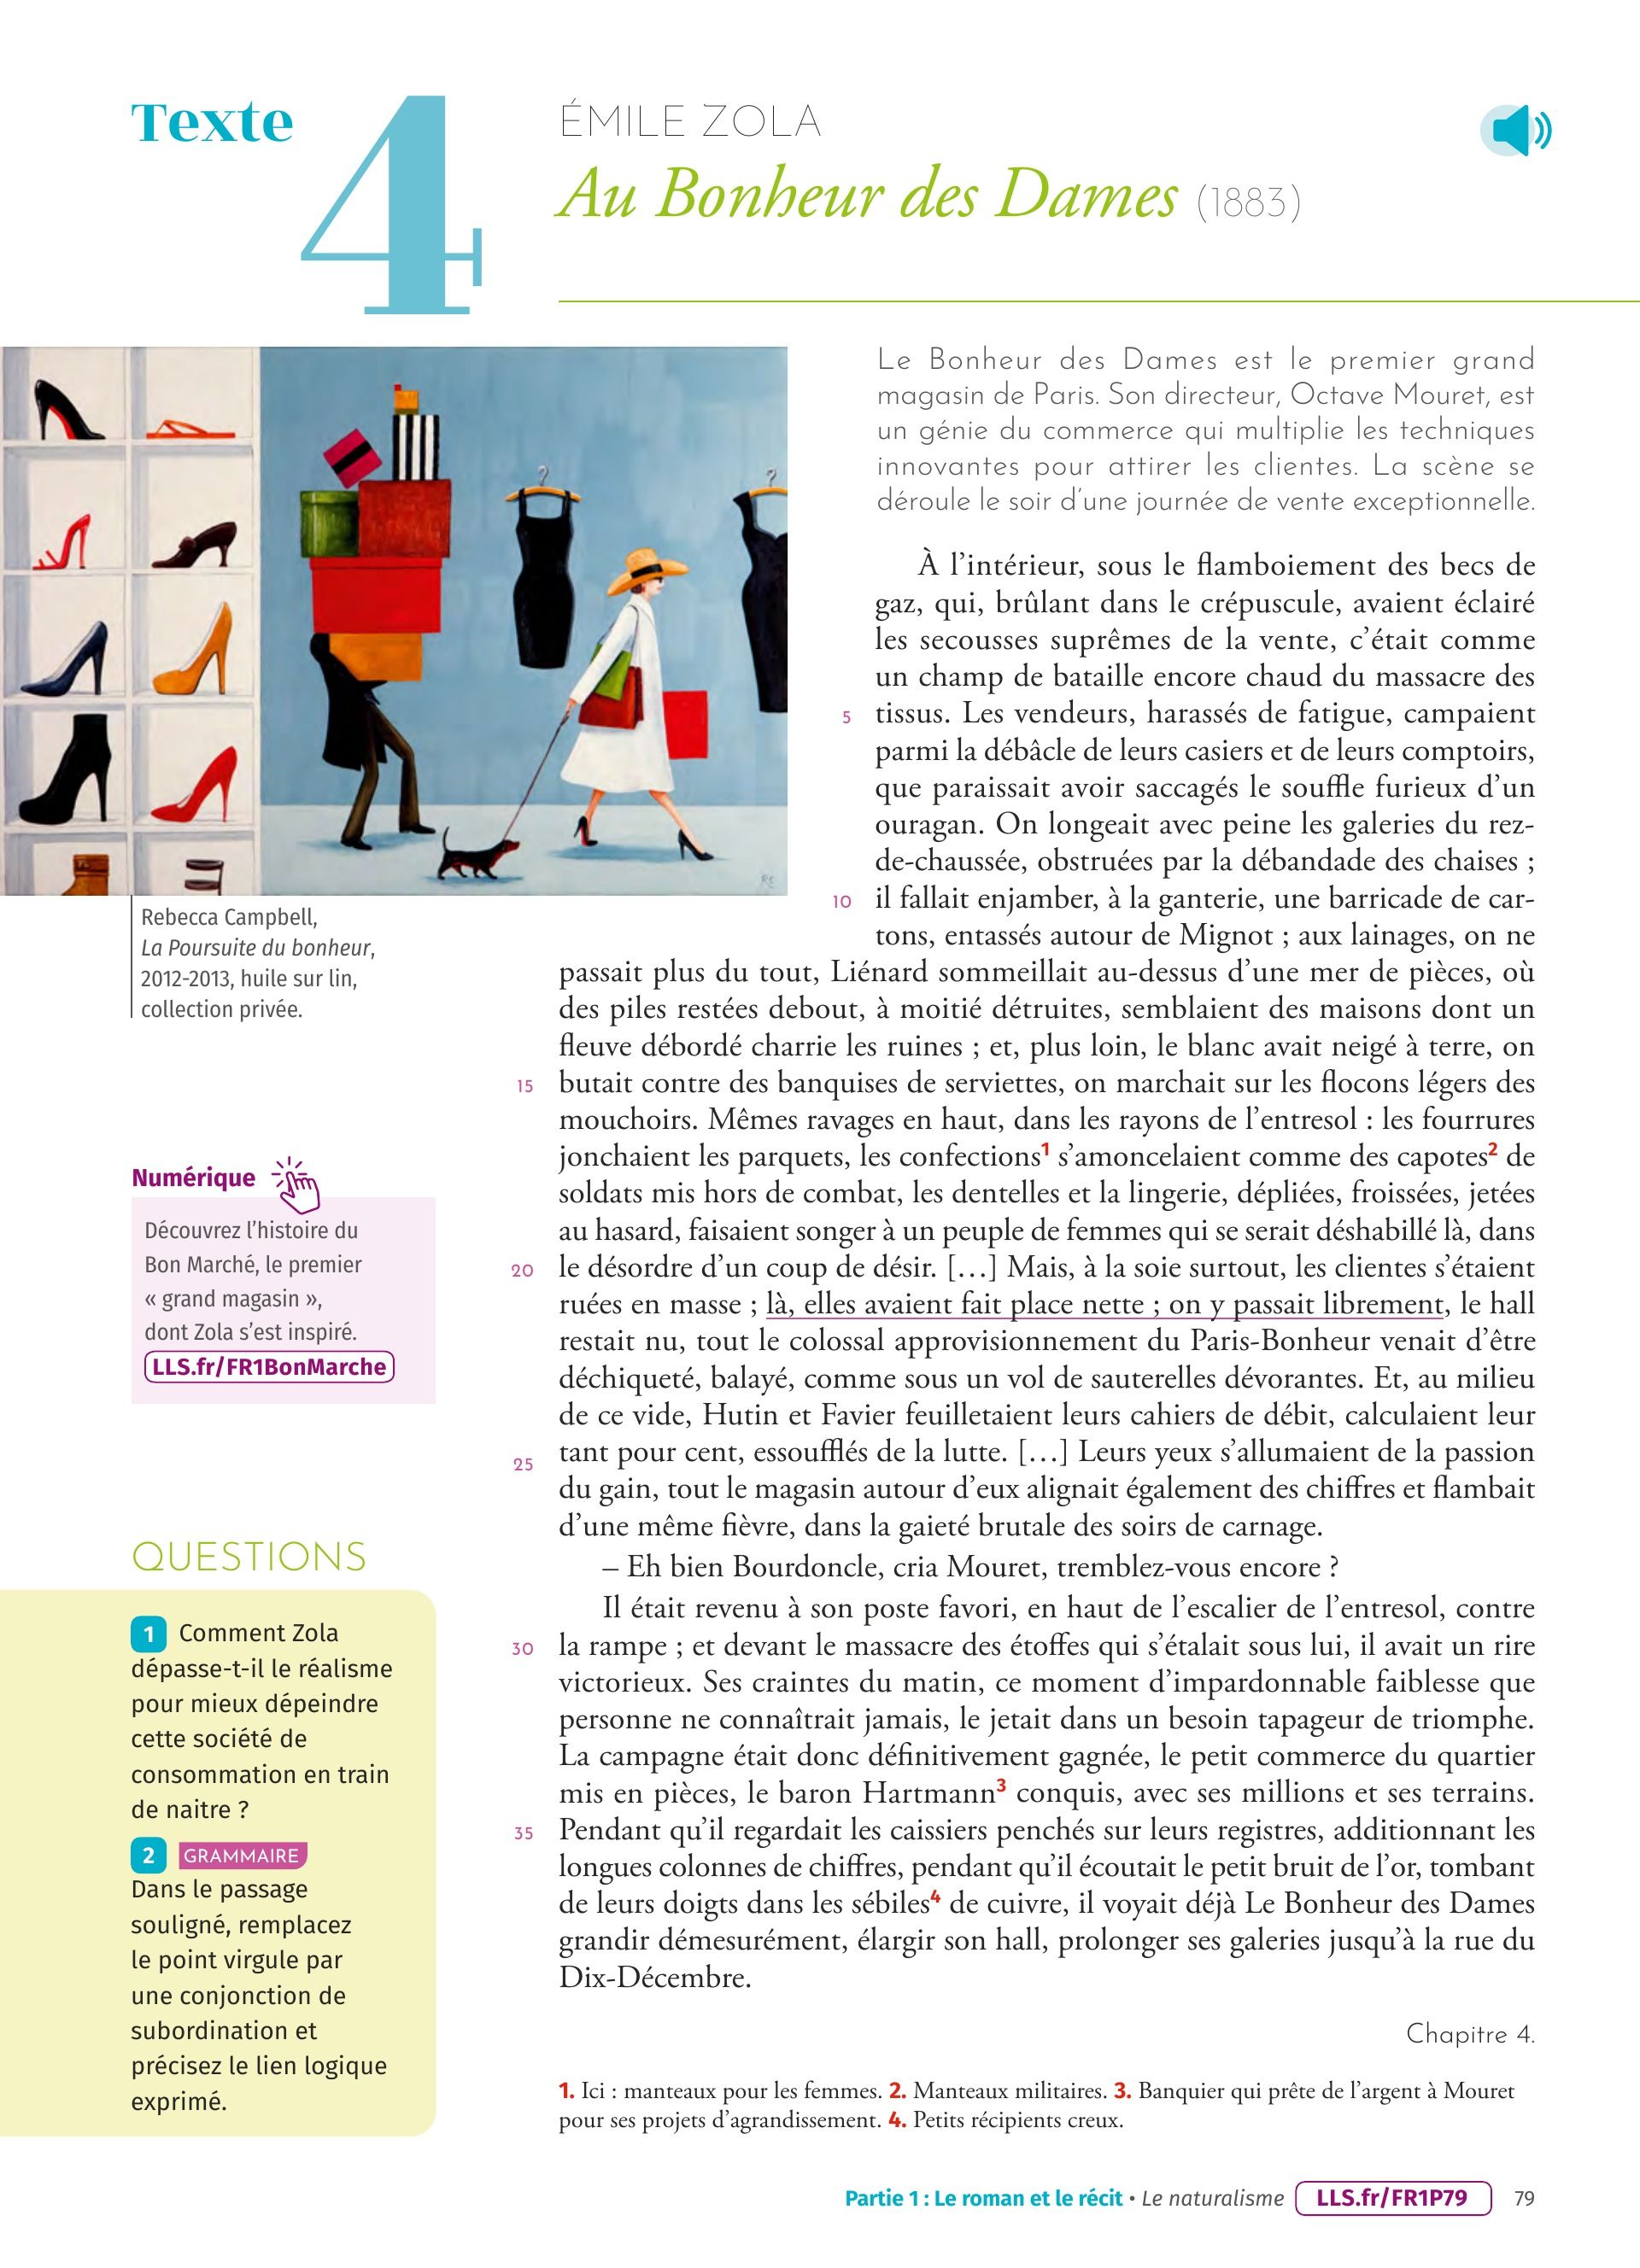 Texte 4
ÉMILE ZOLA
Au Bonheur des Dames (1883)
Le Bonheur des Dames est le premier grand
magasin de Paris. Son directeur, Octave Mouret, est
un génie du commerce qui multiplie les techniques
innovantes pour attirer les clientes. La scène se
déroule le soir d'une journée de vente exceptionnelle.
À l'intérieur, sous le flamboiement des becs de
gaz, qui, brûlant dans le crépuscule, avaient éclairé
les secousses suprêmes de la vente, c'était comme
un champ de bataille encore chaud du massacre des
5 tissus. Les vendeurs, harassés de fatigue, campaient
parmi la débâcle de leurs casiers et de leurs comptoirs,
que paraissait avoir saccagés le souffle furieux d'un
ouragan. On longeait avec peine les galeries du rez-
de-chaussée, obstruées par la débandade des chaises ;
10 il fallait enjamber, à la ganterie, une barricade de car-
tons, entassés autour de Mignot ; aux lainages, on ne
passait plus du tout, Liénard sommeillait au-dessus d'une mer de pièces, où
des piles restées debout, à moitié détruites, semblaient des maisons dont un
fleuve débordé charrie les ruines ; et, plus loin, le blanc avait neigé à terre, on
15 butait contre des banquises de serviettes, on marchait sur les flocons légers des
mouchoirs. Mêmes ravages en haut, dans les rayons de l'entresol : les fourrures
jonchaient les parquets, les confections1 s'amoncelaient comme des capotes2 de
soldats mis hors de combat, les dentelles et la lingerie, dépliées, froissées, jetées
au hasard, faisaient songer à un peuple de femmes qui se serait déshabillé là, dans
20 le désordre d'un coup de désir. […] Mais, à la soie surtout, les clientes s'étaient
ruées en masse ; là, elles avaient fait place nette ; on y passait librement, le hall
restait nu, tout le colossal approvisionnement du Paris-Bonheur venait d'être
déchiqueté, balayé, comme sous un vol de sauterelles dévorantes. Et, au milieu
de ce vide, Hutin et Favier feuilletaient leurs cahiers de débit, calculaient leur
25 tant pour cent, essoufflés de la lutte. […] Leurs yeux s'allumaient de la passion
du gain, tout le magasin autour d'eux alignait également des chiffres et flambait
d'une même fièvre, dans la gaieté brutale des soirs de carnage.
– Eh bien Bourdoncle, cria Mouret, tremblez-vous encore ?
Il était revenu à son poste favori, en haut de l'escalier de l'entresol, contre
30 la rampe ; et devant le massacre des étoffes qui s'étalait sous lui, il avait un rire
victorieux. Ses craintes du matin, ce moment d'impardonnable faiblesse que
personne ne connaîtrait jamais, le jetait dans un besoin tapageur de triomphe.
La campagne était donc définitivement gagnée, le petit commerce du quartier
mis en pièces, le baron Hartmann3 conquis, avec ses millions et ses terrains.
35 Pendant qu'il regardait les caissiers penchés sur leurs registres, additionnant les
longues colonnes de chiffres, pendant qu'il écoutait le petit bruit de l'or, tombant
de leurs doigts dans les sébiles4 de cuivre, il voyait déjà Le Bonheur des Dames
grandir démesurément, élargir son hall, prolonger ses galeries jusqu'à la rue du
Dix-Décembre.
Chapitre 4.
1. Ici : manteaux pour les femmes. 2. Manteaux militaires. 3. Banquier qui prête de l'argent à Mouret
pour ses projets d'agrandissement. 4. Petits récipients creux.
RC
Rebecca Campbell,
La Poursuite du bonheur,
2012-2013, huile sur lin,
collection privée.
Numérique
Découvrez l'histoire du
Bon Marché, le premier
« grand magasin »,
dont Zola s'est inspiré.
LLS.fr/FR1BonMarche
QUESTIONS
1 Comment Zola
dépasse-t-il le réalisme
pour mieux dépeindre
cette société de
consommation en train
de naitre ?
2 GRAMMAIRE
Dans le passage
souligné, remplacez
le point virgule par
une conjonction de
subordination et
précisez le lien logique
exprimé.
Partie 1 : Le roman et le récit • Le naturalisme LLS.fr/FR1P79 79